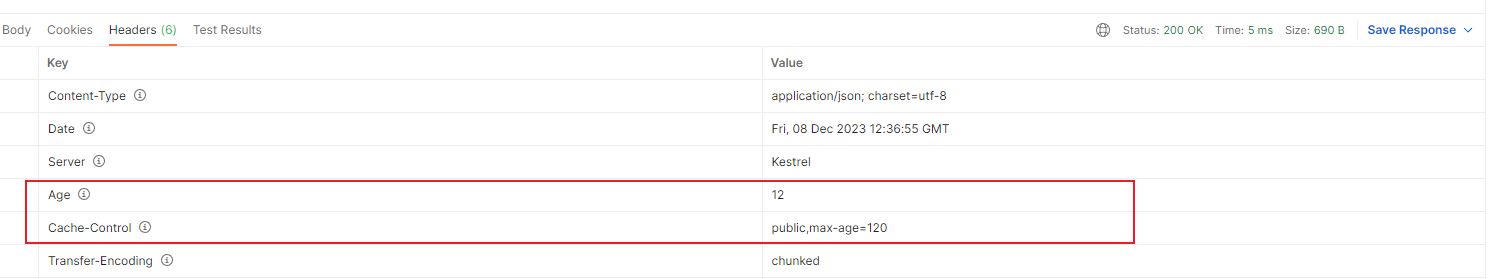 Body Cookies Headers (6) Test Results Status: 200 OK Time: 5 ms Size: 690 B Save Response
Key Value
Content-Type application/json; charset=utf-8
Date Fri, 08 Dec 2023 12:36:55 GMT
Server Kestrel
Age 12
Cache-Control public,max-age=120
Transfer-Encoding chunked